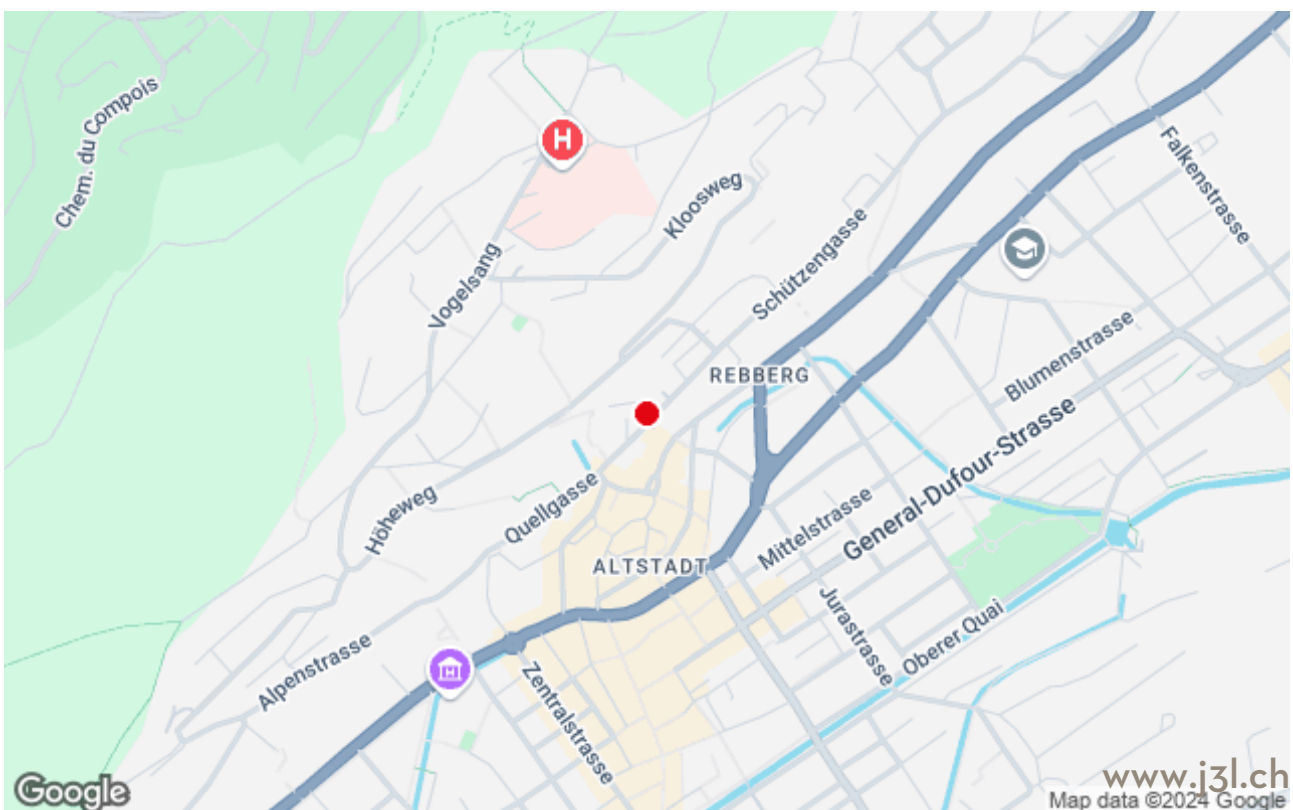 Chem. du Compois
H
Falkenstrasse
Kloosweg
Schützengasse
Vogelsang
Blumenstrasse
REBBERG
General-Dufour-Strasse
Höheweg
Quellgasse
Mittelstrasse
ALTSTADT
Jurastrasse
Oberer Quai
Alpenstrasse
Zentralstrasse
www.j3l.ch
Google
Map data ©2024 Google